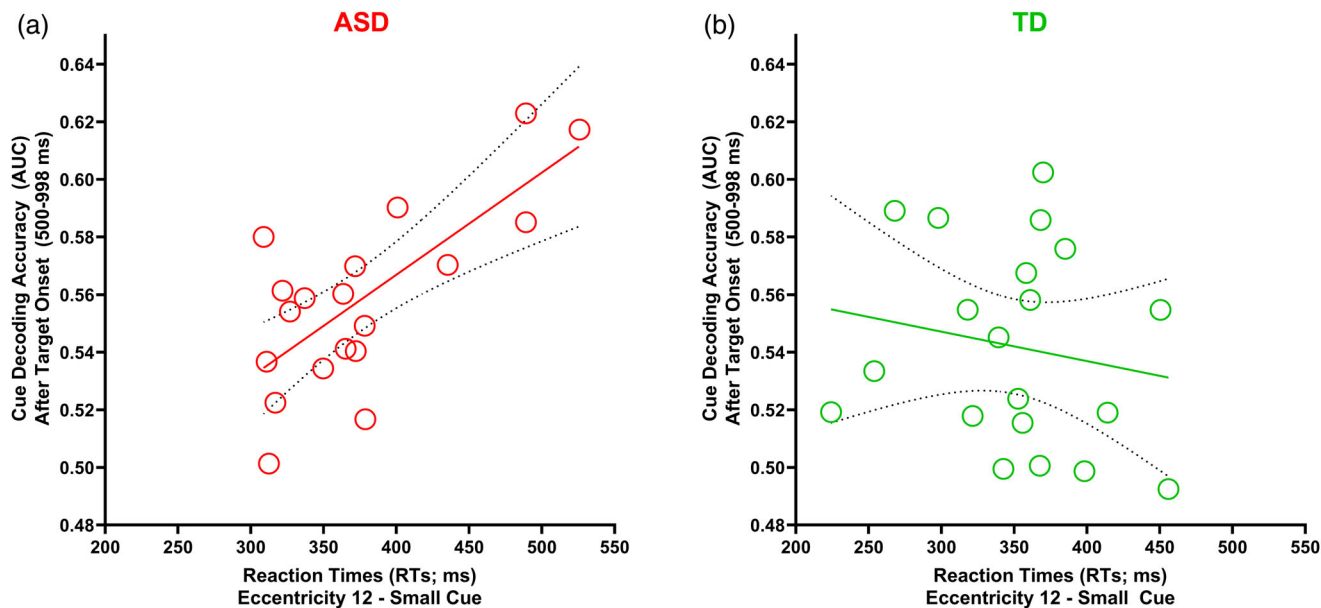 (a)
ASD
Cue Decoding Accuracy (AUC)
After Target Onset (500-998 ms)
0.64
0.62
0.60
0.58
0.56
0.54
0.52
0.50
0.48
200 250 300 350 400 450 500 550
Reaction Times (RTs; ms)
Eccentricity 12 - Small Cue
(b)
TD
Cue Decoding Accuracy (AUC)
After Target Onset (500-998 ms)
0.64
0.62
0.60
0.58
0.56
0.54
0.52
0.50
0.48
200 250 300 350 400 450 500 550
Reaction Times (RTs; ms)
Eccentricity 12 - Small Cue